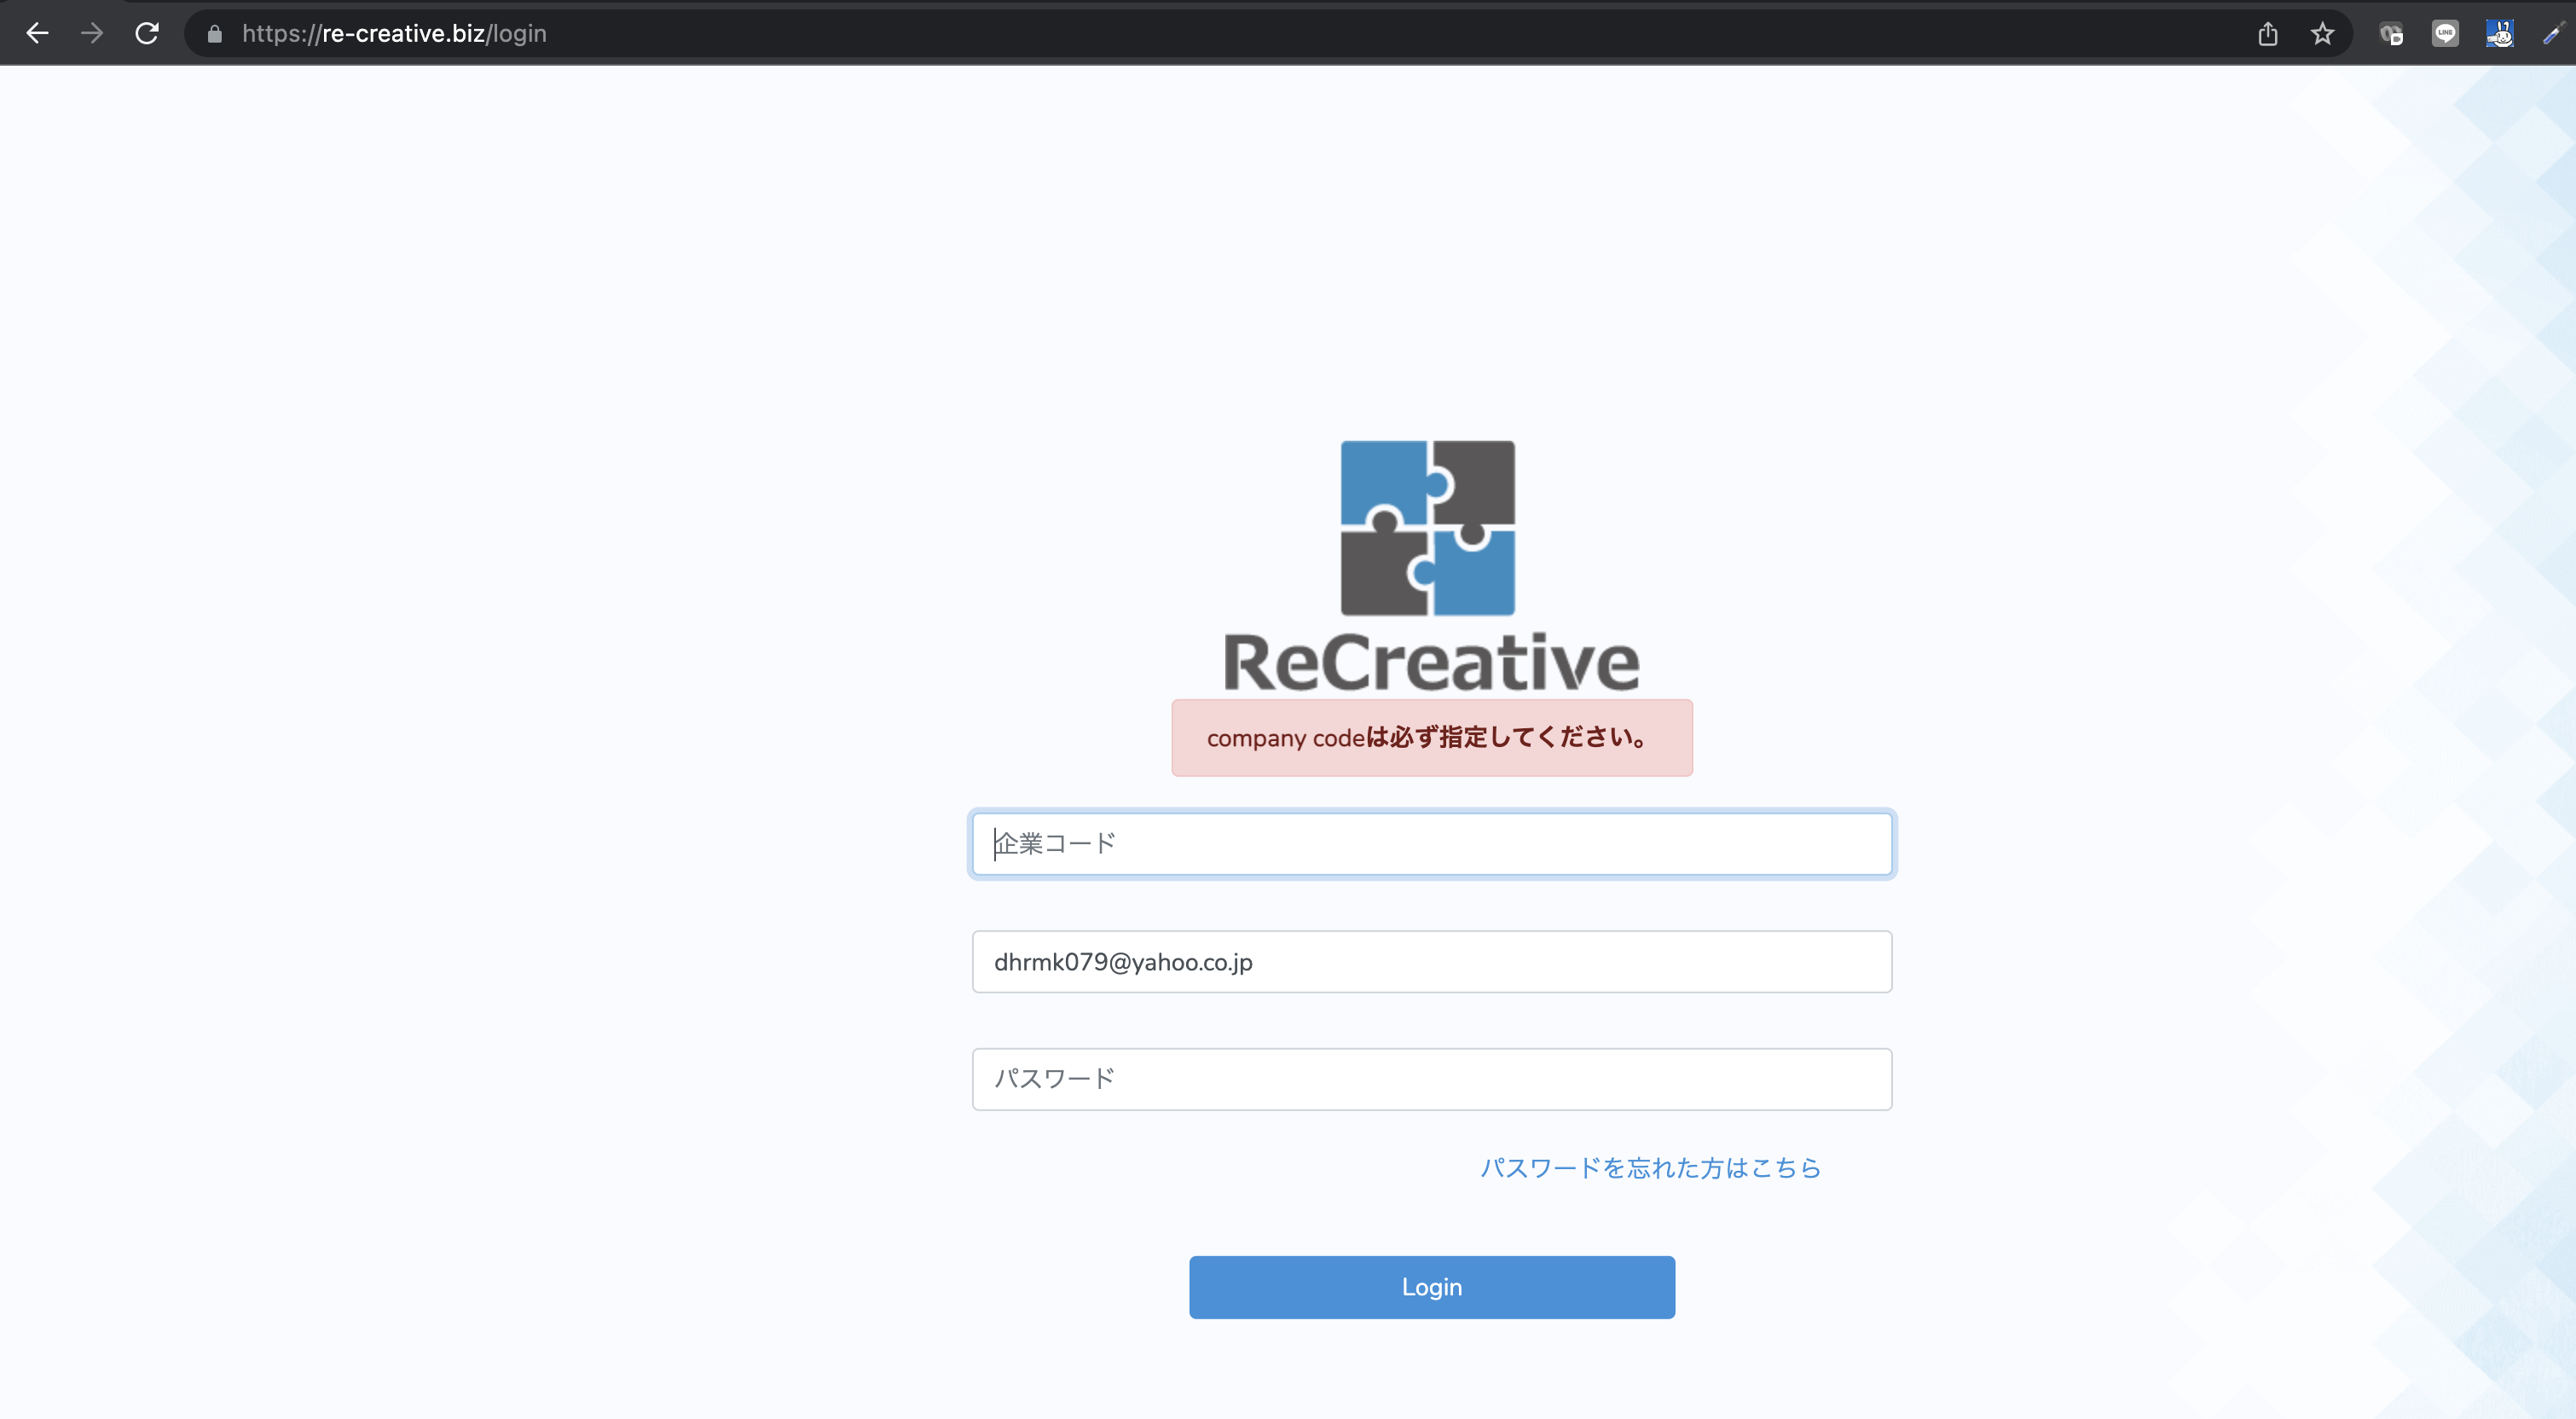 https://re-creative.biz/login
LINE
ReCreative
company codeは必ず指定してください。
企業コード
dhrmk079@yahoo.co.jp
パスワード
パスワードを忘れた方はこちら
Login